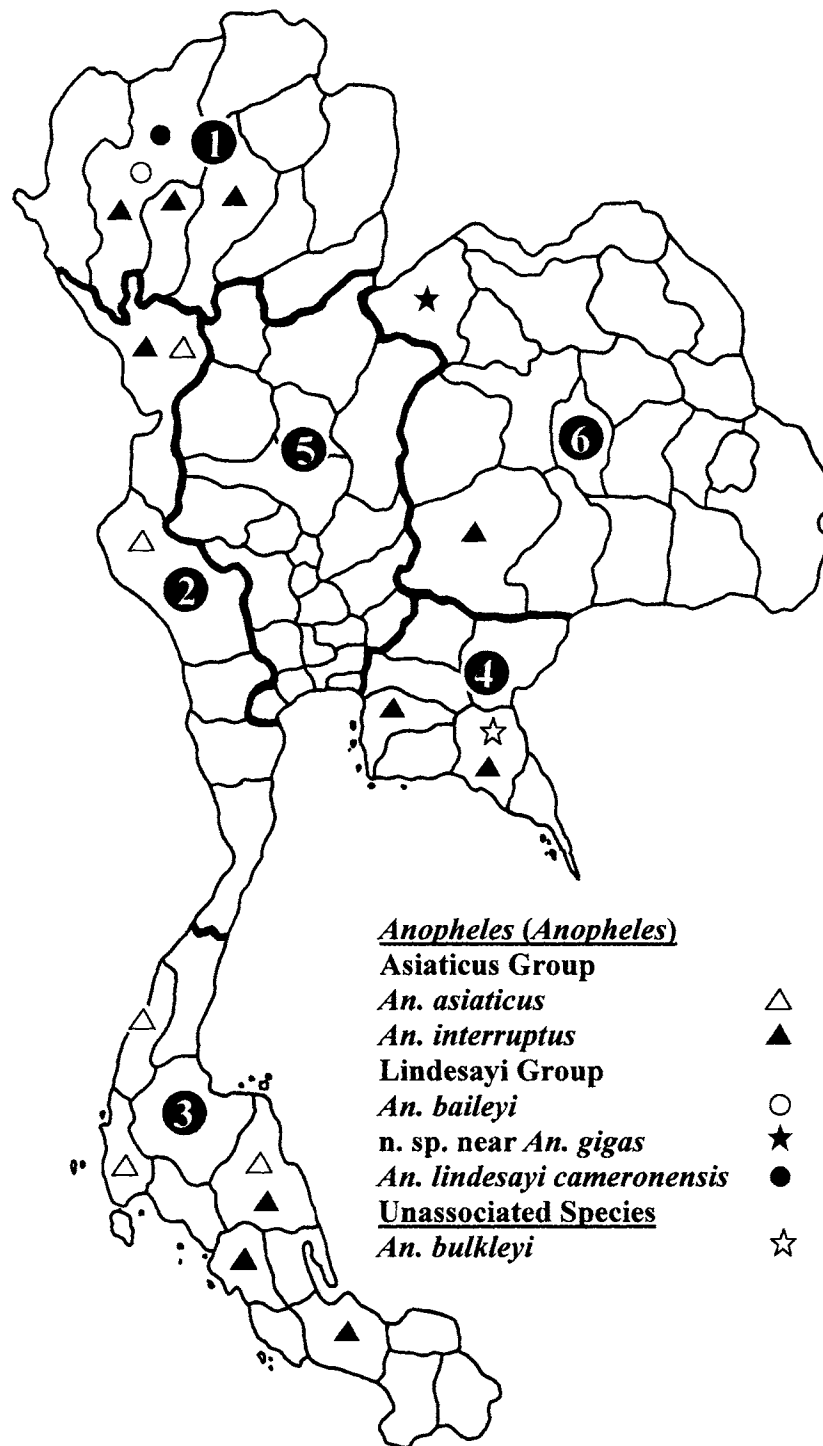 1
5
6
2
4
3
Anopheles (Anopheles)
Asiaticus Group
An. asiaticus
An. interruptus
Lindesayi Group
An. baileyi
n. sp. near An. gigas
An. lindesayi cameronensis
Unassociated Species
An. bulkleyi